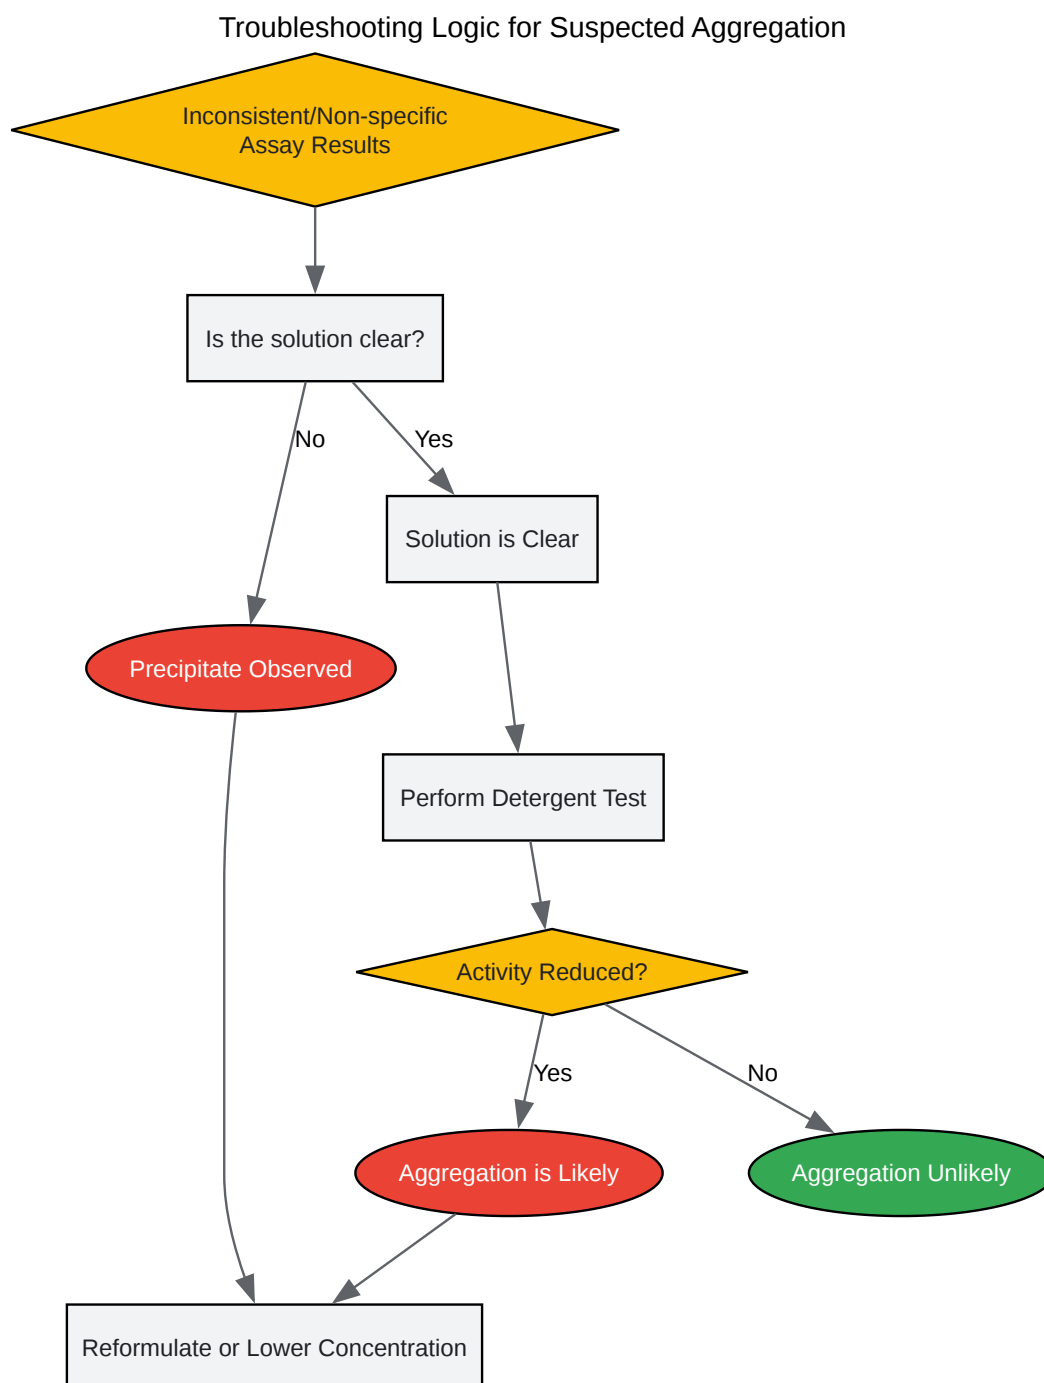 Troubleshooting Logic for Suspected Aggregation
Inconsistent/Non-specific
Assay Results
Is the solution clear?
No
Yes
Solution is Clear
Precipitate Observed
Perform Detergent Test
Activity Reduced?
Yes
No
Aggregation is Likely
Aggregation Unlikely
Reformulate or Lower Concentration